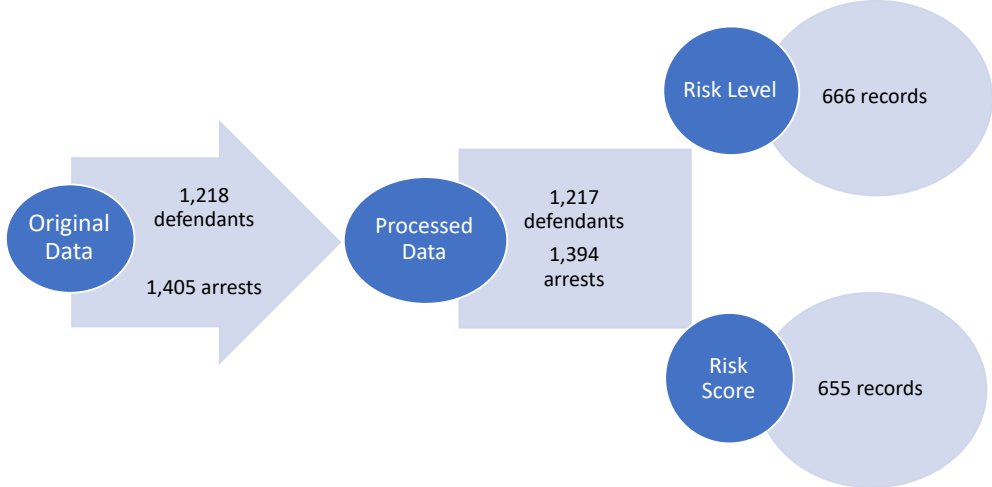 Original
Data
1,218
defendants
1,405 arrests
Processed
Data
1,217
defendants
1,394
arrests
Risk Level
666 records
Risk
Score
655 records